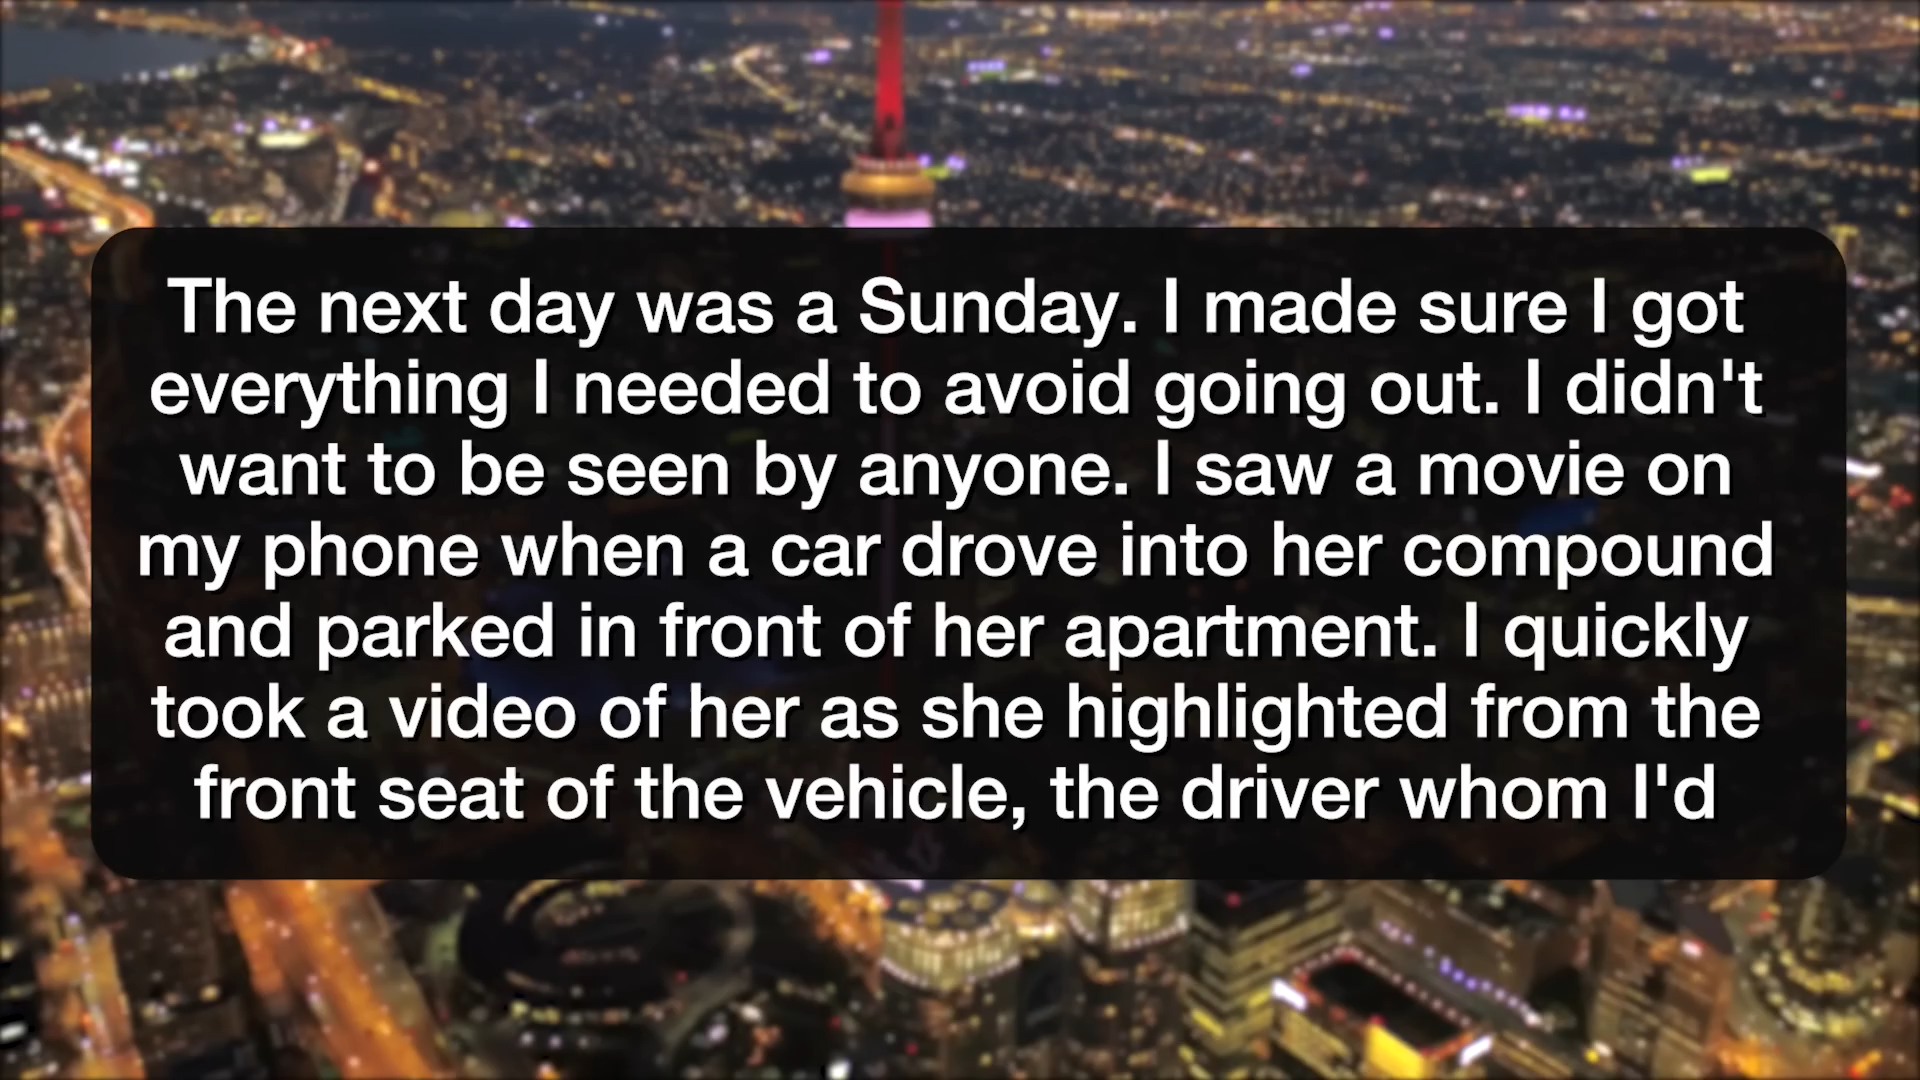 The next day was a Sunday. I made sure I got
everything I needed to avoid going out. I didn't
want to be seen by anyone. I saw a movie on
my phone when a car drove into her compound
and parked in front of her apartment. I quickly
took a video of her as she highlighted from the
front seat of the vehicle, the driver whom I'd